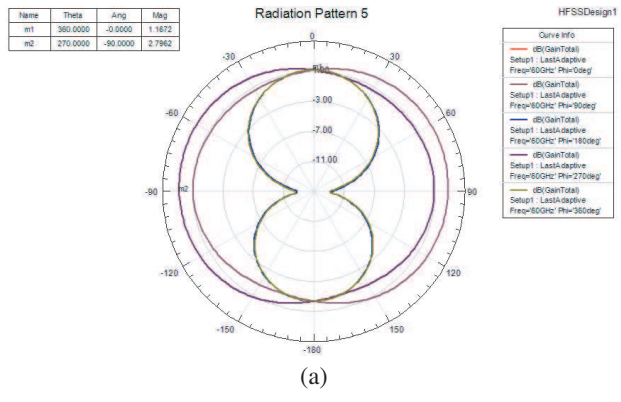 Name Theta Ang Mag
m1 360.0000 -0.0000 1.1672
m2 270.0000 -90.0000 2.7962
Radiation Pattern 5
HFSSDesign1
Curve Info
dB(GainTotal)
Setup1 : LastAdaptive
Freq='60GHz' Phi='0deg'
dB(GainTotal)
Setup1 : LastAdaptive
Freq='60GHz' Phi='90deg'
dB(GainTotal)
Setup1 : LastAdaptive
Freq='60GHz' Phi='180deg'
dB(GainTotal)
Setup1 : LastAdaptive
Freq='60GHz' Phi='270deg'
dB(GainTotal)
Setup1 : LastAdaptive
Freq='60GHz' Phi='360deg'
0
-30 30
-3.00
-60 60
-7.00
-11.00
-90 m2 90
-120 120
-150 150
-180
(a)